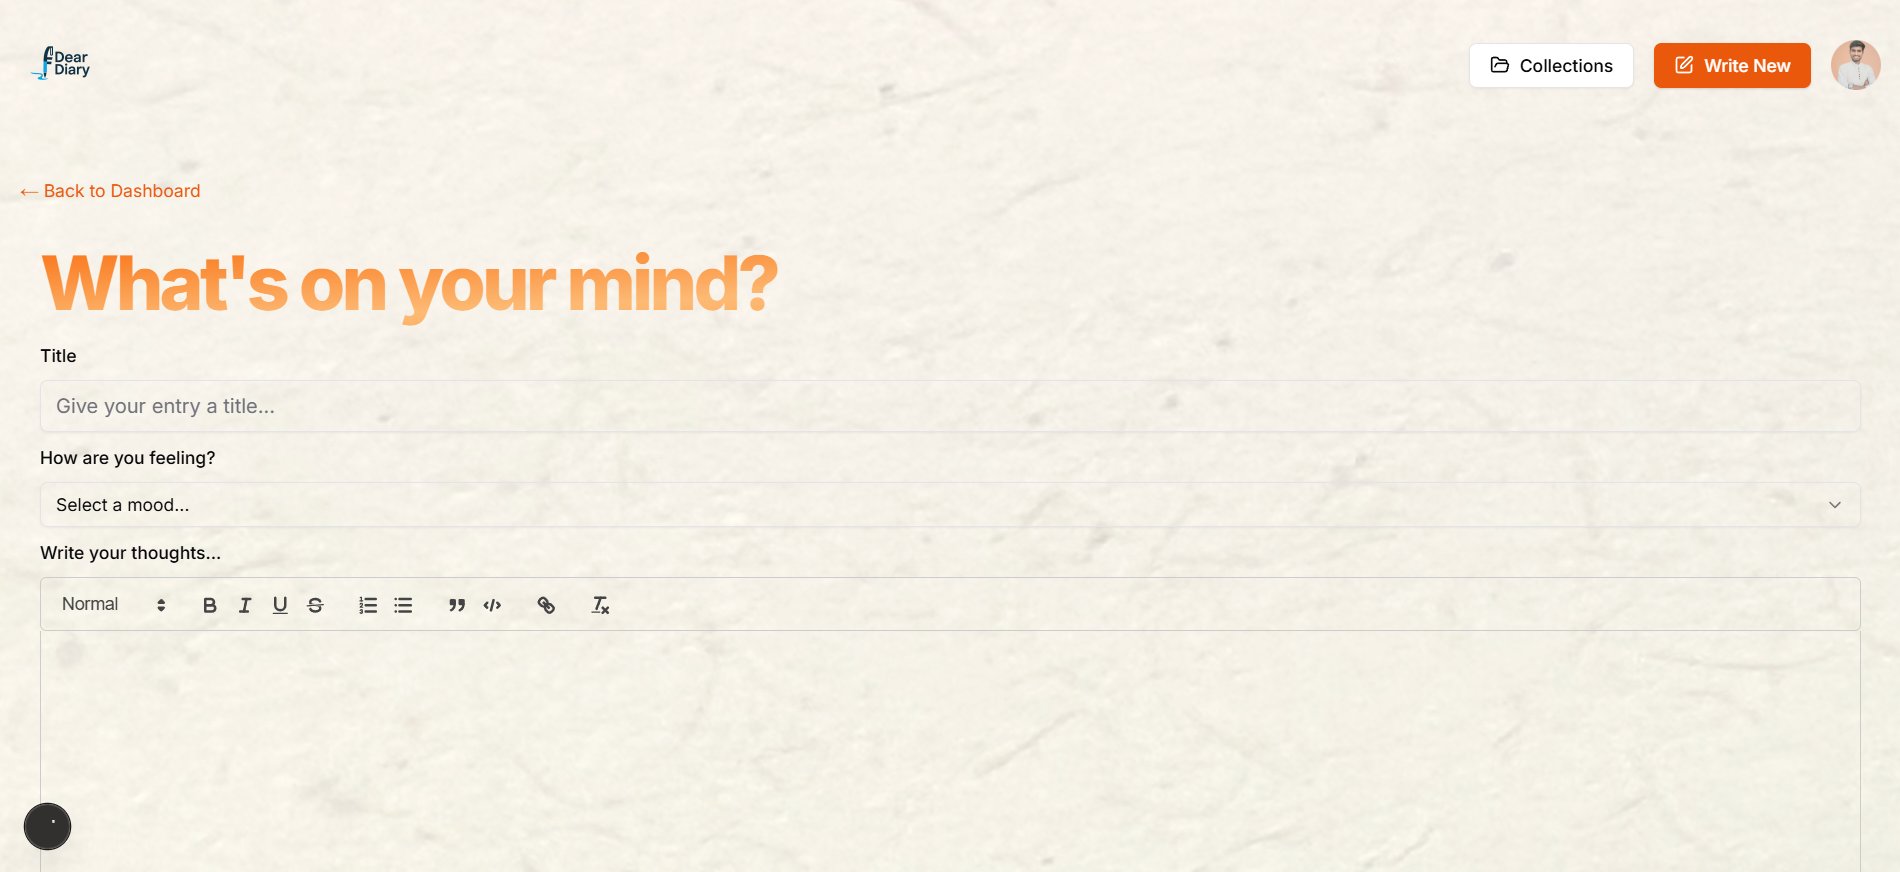 Dear
Diary
Collections
Write New
← Back to Dashboard
What's on your mind?
Title
Give your entry a title...
How are you feeling?
Select a mood...
Write your thoughts...
Normal